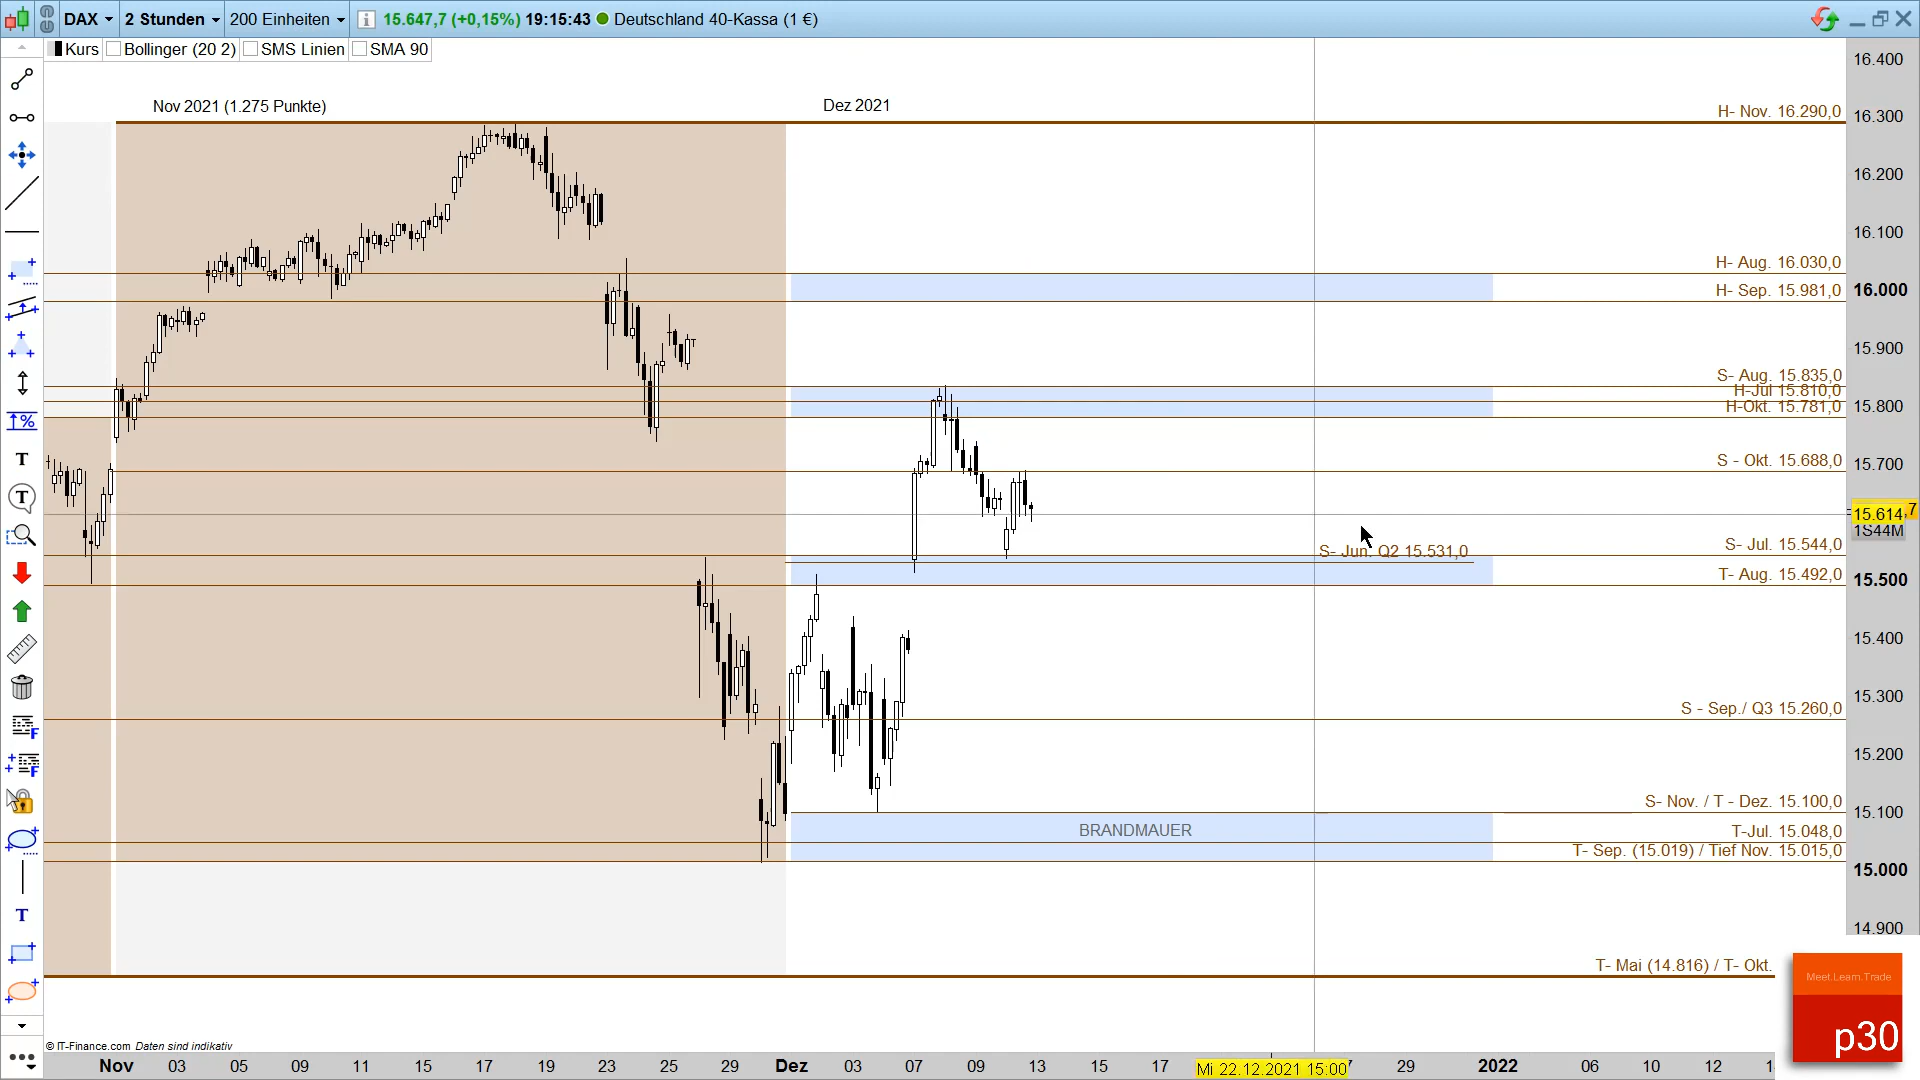 DAX 2 Stunden 200 Einheiten 15.647,7 (+0,15%) 19:15:43 Deutschland 40-Kassa (1 €)
Kurs Bollinger (20 2) SMS Linien SMA 90
Nov 2021 (1.275 Punkte)
Dez 2021
H- Nov. 16.290,0
H- Aug. 16.030,0
H- Sep. 15.981,0
S- Aug. 15.835,0
H-Jul 15.810,0
H-Okt. 15.781,0
S - Okt. 15.688,0
S- Jul. 15.544,0
S- Jun. Q2 15.531,0
T- Aug. 15.492,0
S - Sep./ Q3 15.260,0
S- Nov. / T - Dez. 15.100,0
BRANDMAUER
T-Jul. 15.048,0
T- Sep. (15.019) / Tief Nov. 15.015,0
T- Mai (14.816) / T- Okt.
16.400
16.300
16.200
16.100
16.000
15.900
15.800
15.700
15.614,7
1S44M
15.500
15.400
15.300
15.200
15.100
15.000
14.900
© IT-Finance.com Daten sind indikativ
Nov 03 05 09 11 15 17 19 23 25 29 Dez 03 07 09 13 15 17 Mi 22.12.2021 15:00 29 2022 06 10 12
Meet.Learn.Trade
p30